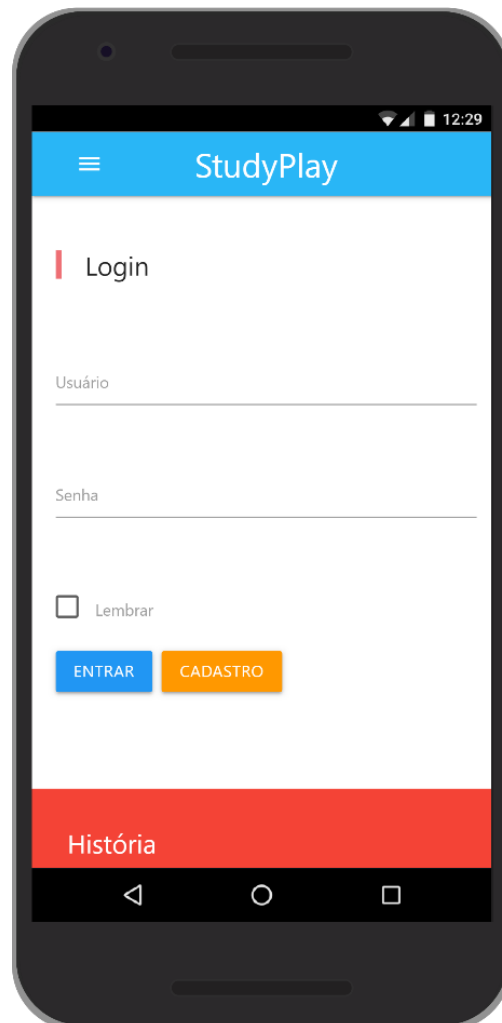 12:29
StudyPlay
Login
Usuário
Senha
Lembrar
ENTRAR CADASTRO
História